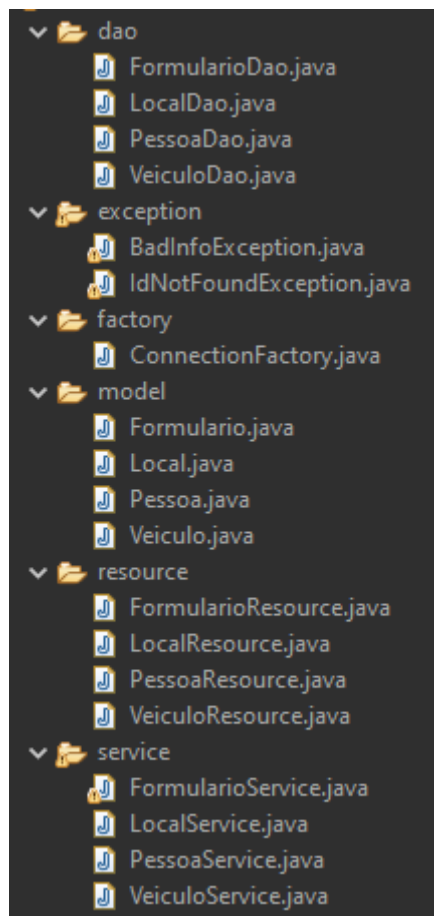 dao
FormularioDao.java
LocalDao.java
PessoaDao.java
VeiculoDao.java
exception
BadInfoException.java
IdNotFoundException.java
factory
ConnectionFactory.java
model
Formulario.java
Local.java
Pessoa.java
Veiculo.java
resource
FormularioResource.java
LocalResource.java
PessoaResource.java
VeiculoResource.java
service
FormularioService.java
LocalService.java
PessoaService.java
VeiculoService.java